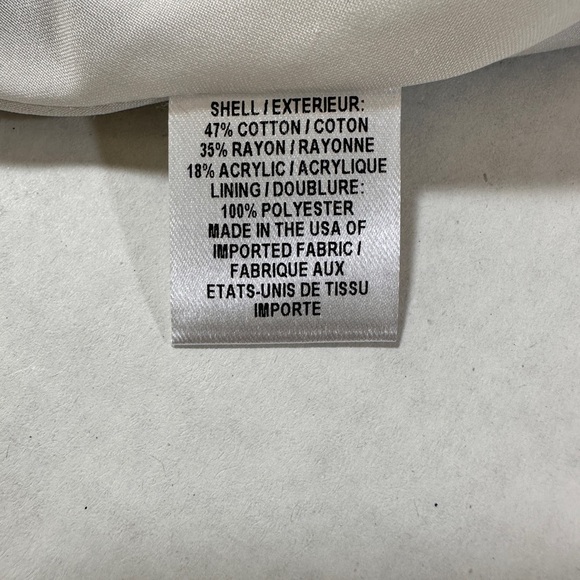 SHELL / EXTERIEUR:
47% COTTON / COTON
35% RAYON / RAYONNE
18% ACRYLIC / ACRYLIQUE
LINING / DOUBLURE:
100% POLYESTER
MADE IN THE USA OF
IMPORTED FABRIC /
FABRIQUE AUX
ETATS-UNIS DE TISSU
IMPORTE